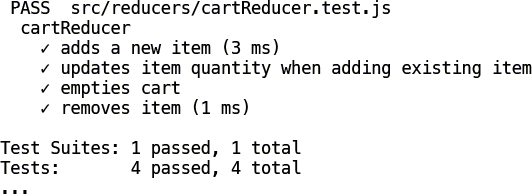 PASS  src/reducers/cartReducer.test.js
  cartReducer
    ✓ adds a new item (3 ms)
    ✓ updates item quantity when adding existing item
    ✓ empties cart
    ✓ removes item (1 ms)

Test Suites: 1 passed, 1 total
Tests:       4 passed, 4 total
...